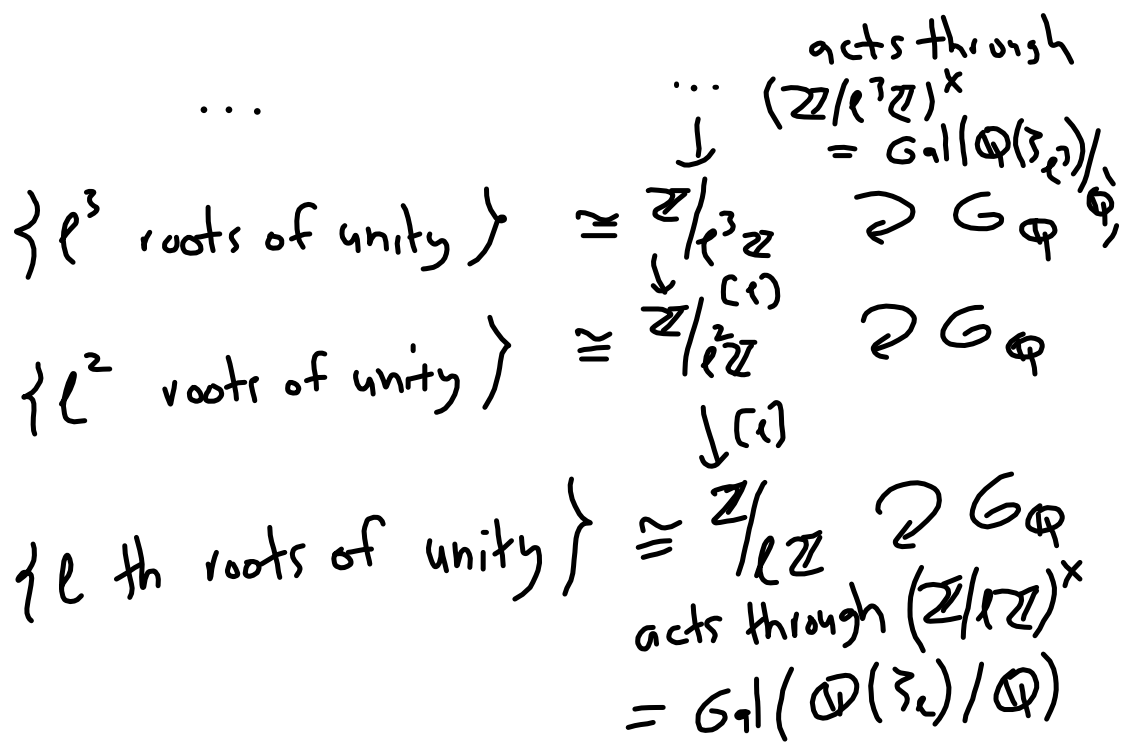 acts through
... ... (ℤ/ℓ³ℤ)^×
= Gal(ℚ(ζ_ℓ³)/ℚ)
↓
{ℓ³ roots of unity} ≅ ℤ/ℓ³ℤ ↻ G_ℚ
↓ [ℓ]
{ℓ² roots of unity} ≅ ℤ/ℓ²ℤ ↻ G_ℚ
↓ [ℓ]
{ℓ th roots of unity} ≅ ℤ/ℓℤ ↻ G_ℚ
acts through (ℤ/ℓℤ)^×
= Gal(ℚ(ζ_ℓ)/ℚ)